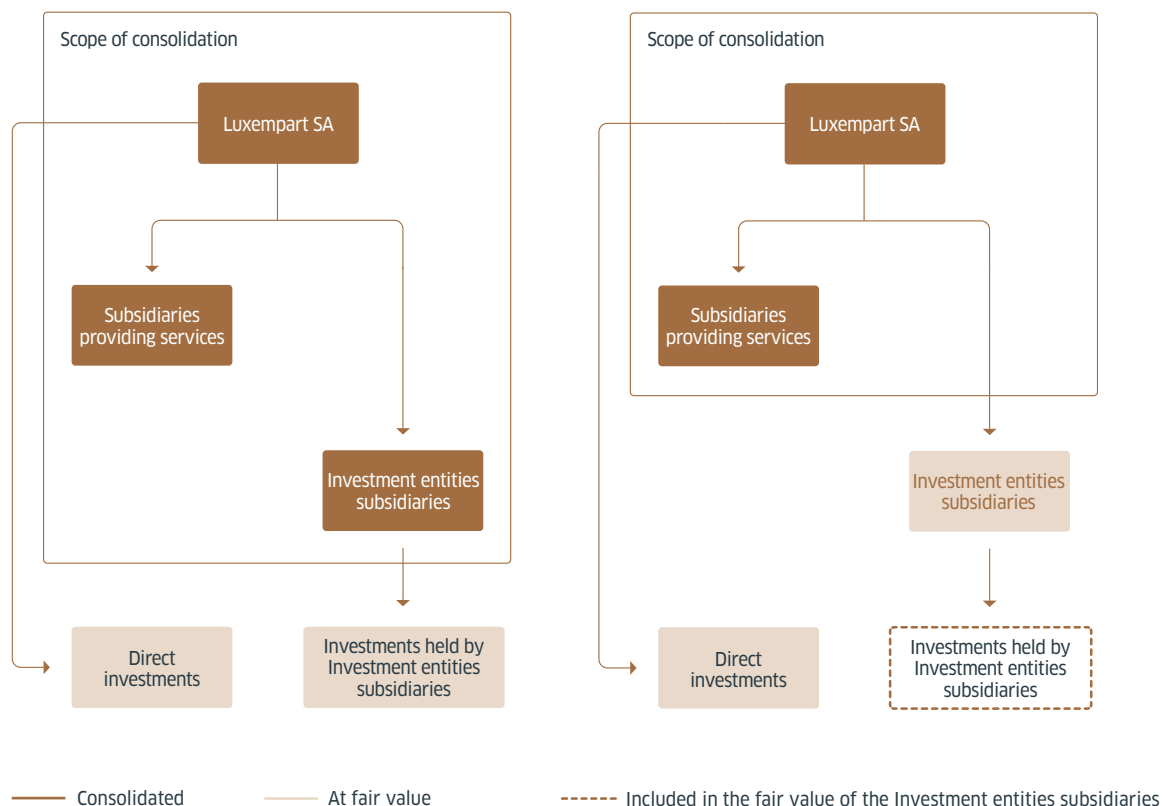 Scope of consolidation
Luxempart SA
Subsidiaries
providing services
Investment entities
subsidiaries
Direct
investments
Investments held by
Investment entities
subsidiaries
Scope of consolidation
Luxempart SA
Subsidiaries
providing services
Investment entities
subsidiaries
Direct
investments
Investments held by
Investment entities
subsidiaries
Consolidated
At fair value
Included in the fair value of the Investment entities subsidiaries